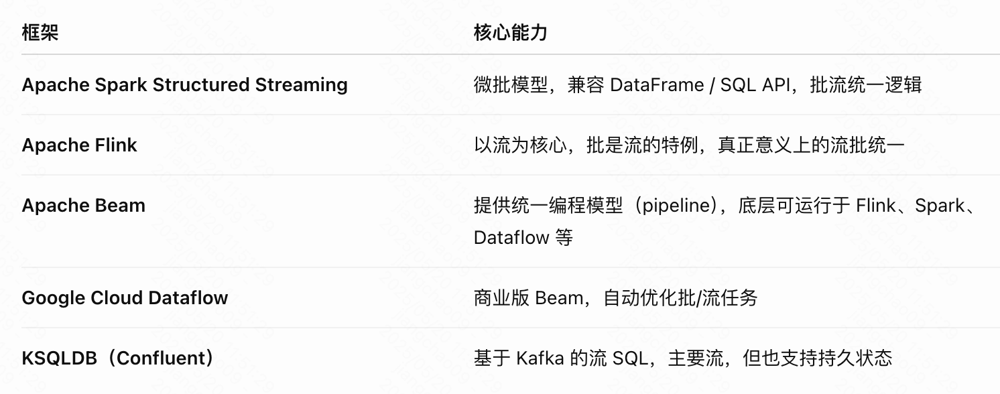 框架 核心能力
Apache Spark Structured Streaming 微批模型，兼容 DataFrame / SQL API，批流统一逻辑
Apache Flink 以流为核心，批是流的特例，真正意义上的流批统一
Apache Beam 提供统一编程模型（pipeline），底层可运行于 Flink、Spark、
Dataflow 等
Google Cloud Dataflow 商业版 Beam，自动优化批/流任务
KSQLDB（Confluent） 基于 Kafka 的流 SQL，主要流，但也支持持久状态